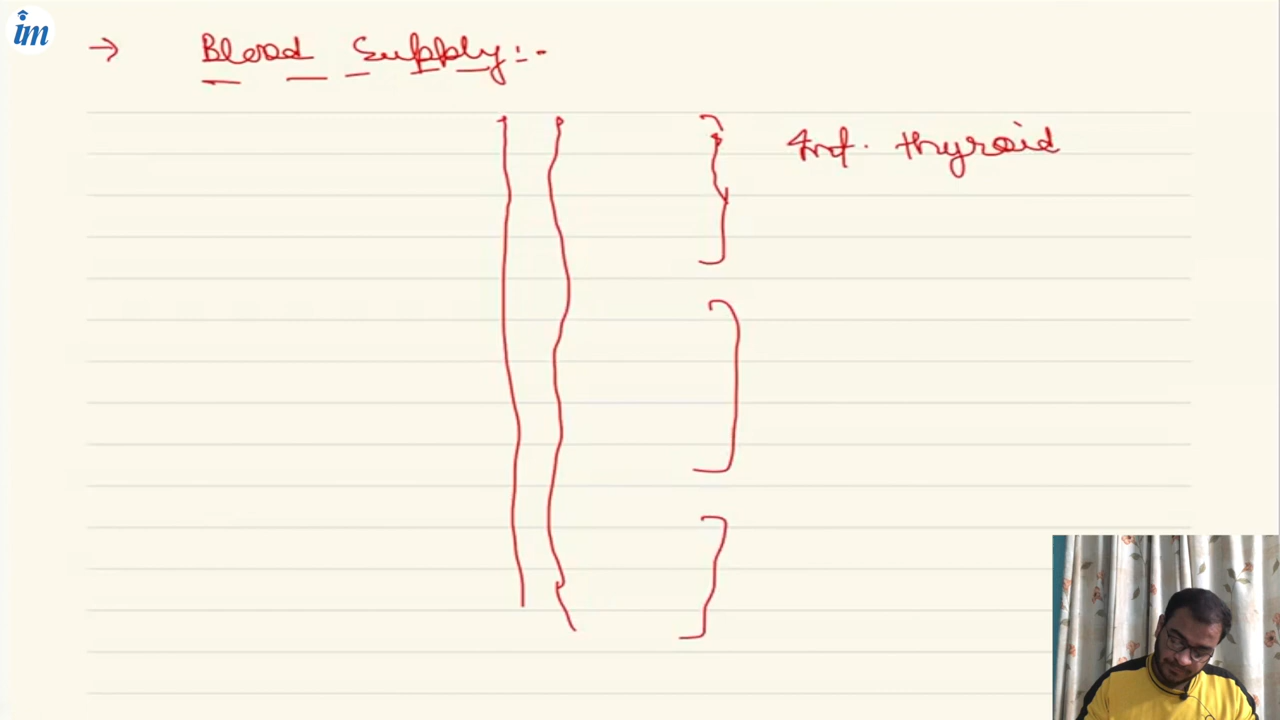 im
→ Blood Supply:-
Inf. thyroid